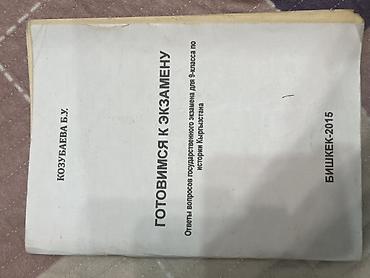 КОЗУБАЕВА Б.У.
ГОТОВИМСЯ К ЭКЗАМЕНУ
Ответы вопросов государственного экзамена для 9-класса по
истории Кыргызстана
БИШКЕК-2015